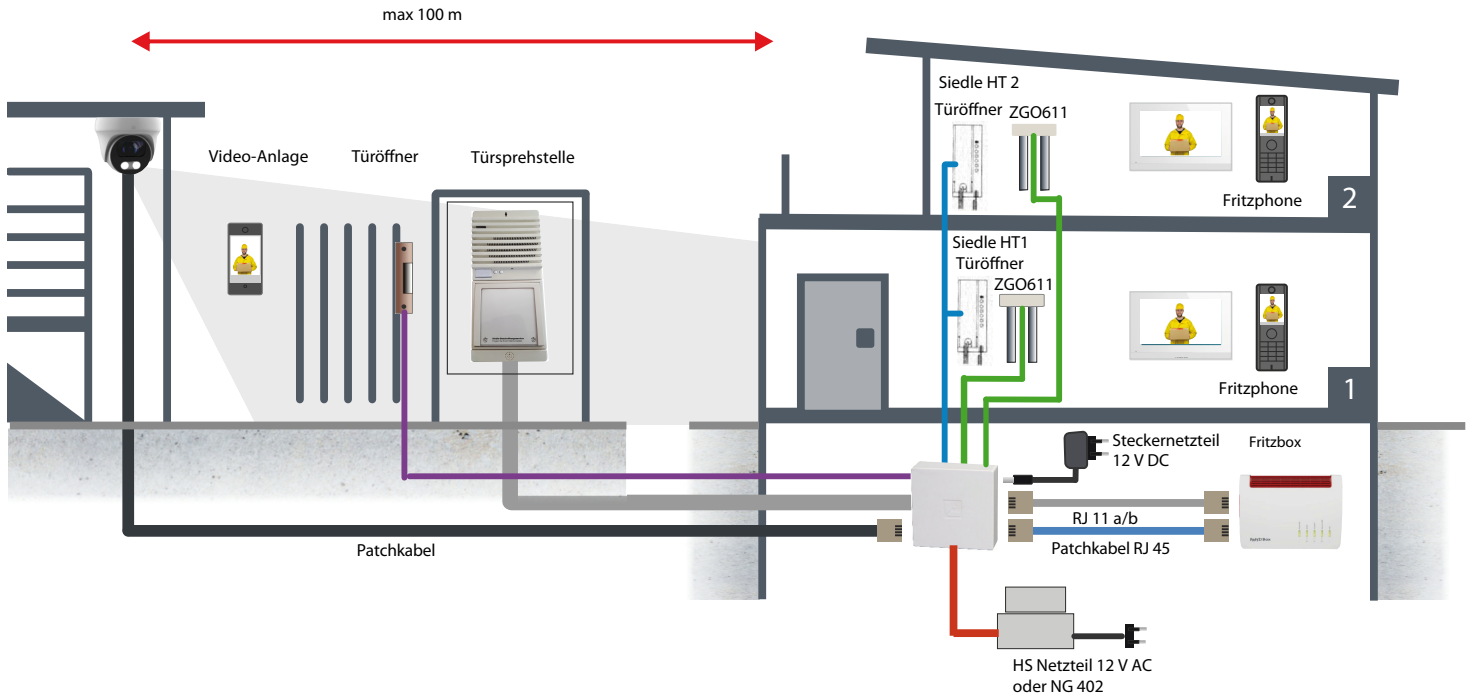 max 100 m
Siedle HT 2
Türöffner
ZGO611
Video-Anlage
Türöffner
Türsprehstelle
Fritzphone
2
Siedle HT1
Türöffner
ZGO611
Fritzphone
1
Steckernetzteil
12 V DC
Fritzbox
RJ 11 a/b
Patchkabel
Patchkabel RJ 45
HS Netzteil 12 V AC
oder NG 402